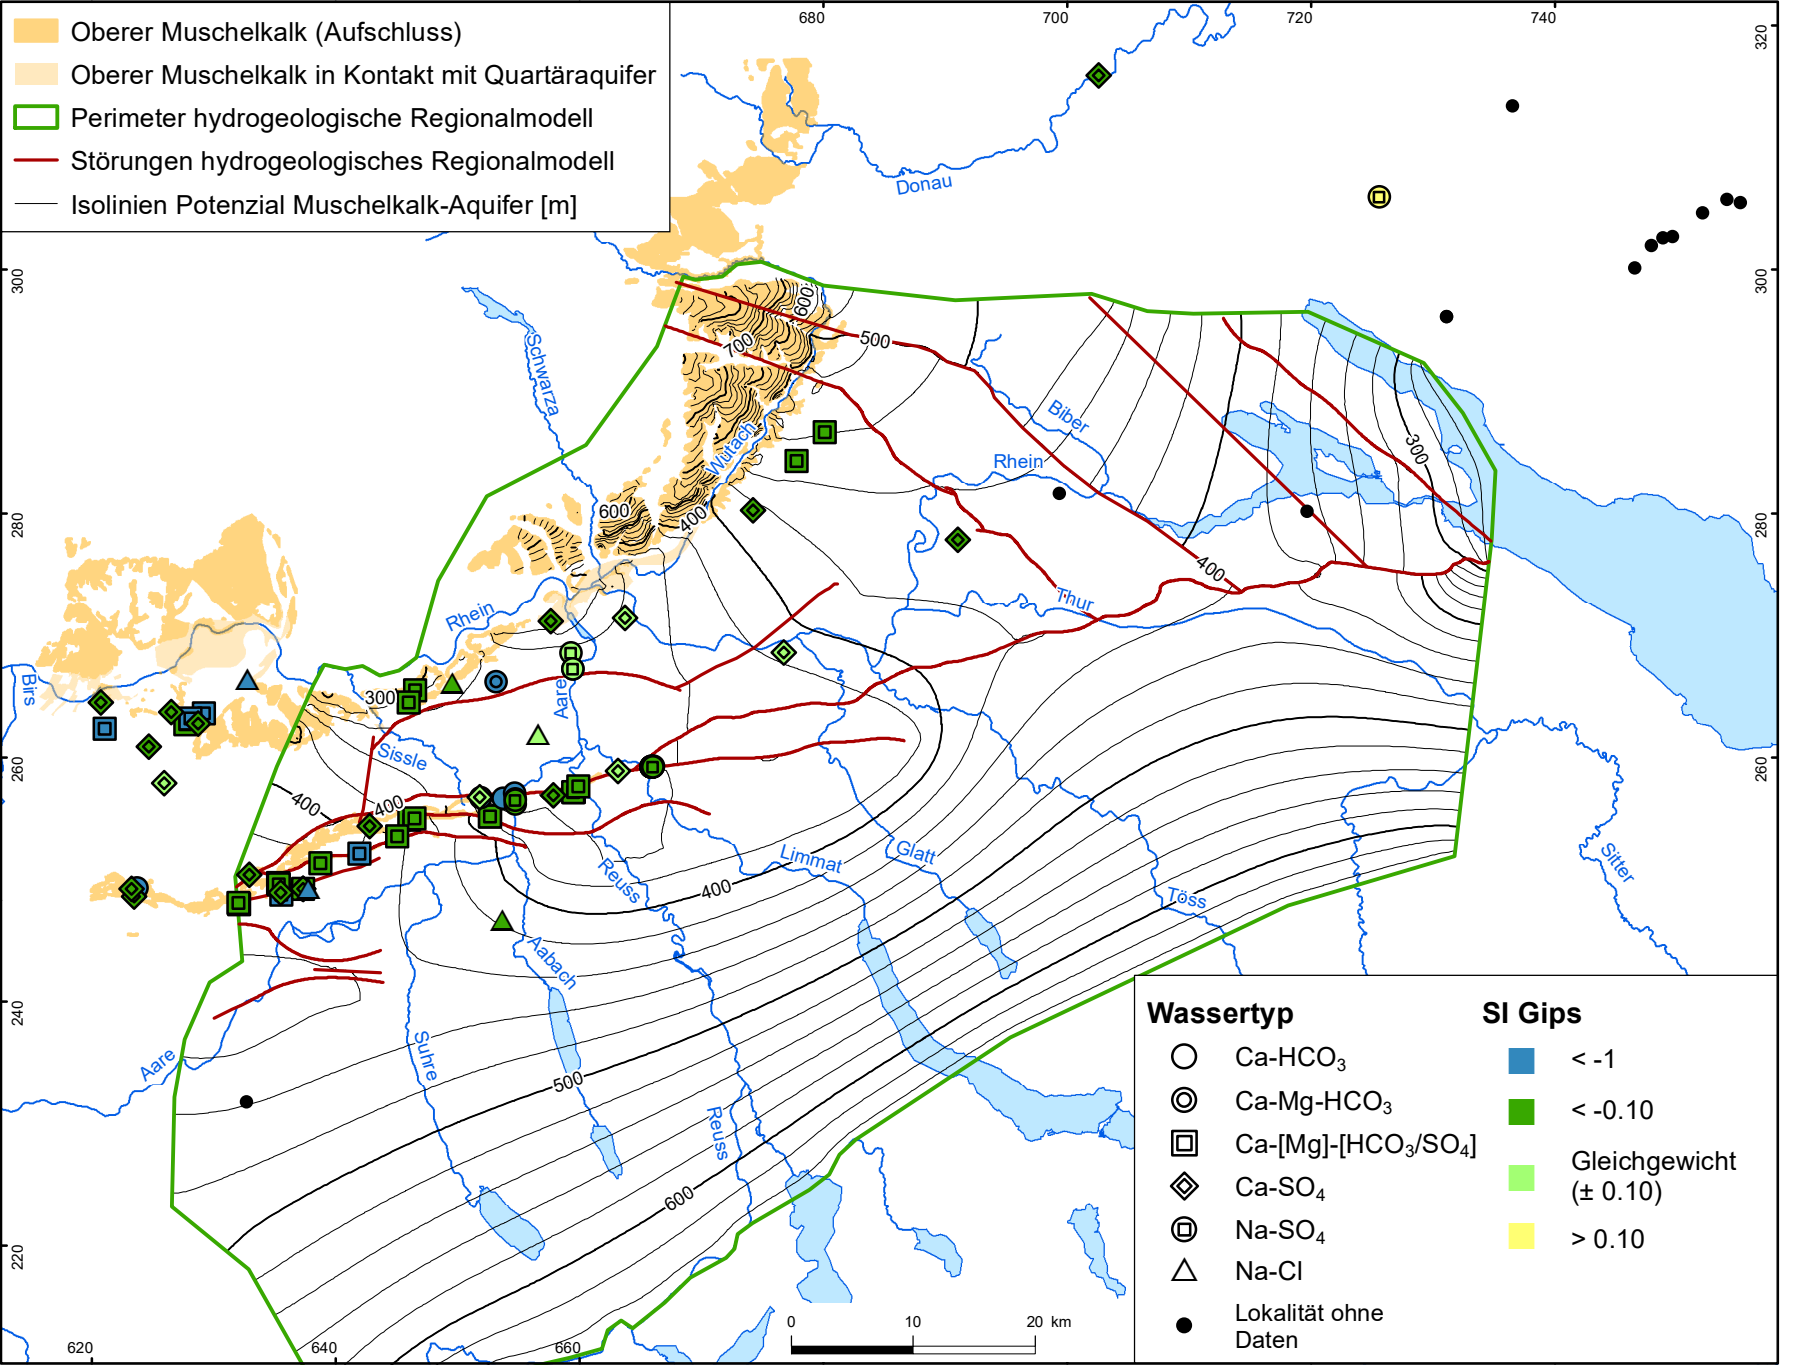 Oberer Muschelkalk (Aufschluss)
Oberer Muschelkalk in Kontakt mit Quartäraquifer
Perimeter hydrogeologische Regionalmodell
Störungen hydrogeologisches Regionalmodell
Isolinien Potenzial Muschelkalk-Aquifer [m]
680
700
720
740
320
Donau
300
300
600
500
700
Schwarza
Biber
Wutach
Rhein
300
280
280
600
400
400
Thur
Rhein
Birs
Aare
300
Sissle
260
260
400
400
Limmat
Glatt
Sitter
Reuss
400
Töss
Aabach
240
Suhre
Aare
500
Reuss
600
220
620
640
660
0
10
20 km
Wassertyp
Ca-HCO₃
Ca-Mg-HCO₃
Ca-[Mg]-[HCO₃/SO₄]
Ca-SO₄
Na-SO₄
Na-Cl
Lokalität ohne
Daten
SI Gips
< -1
< -0.10
Gleichgewicht
(± 0.10)
> 0.10